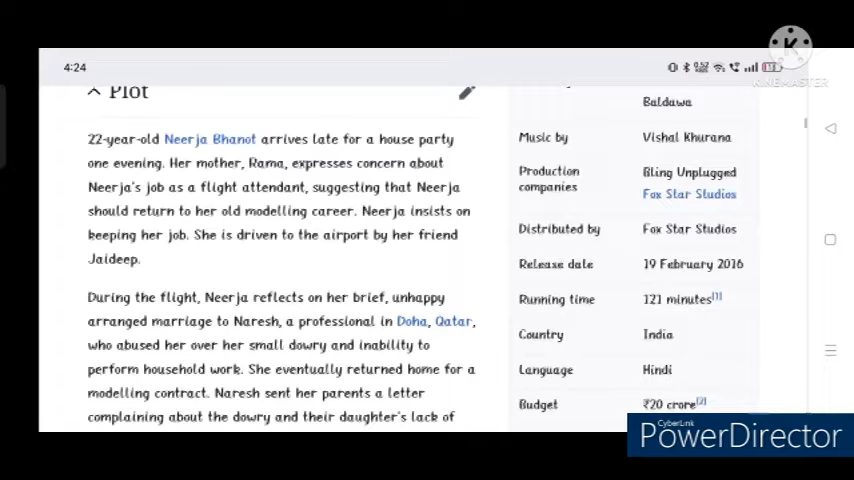 4:24
KINEMASTER
Plot
22-year-old Neerja Bhanot arrives late for a house party
one evening. Her mother, Rama, expresses concern about
Neerja's job as a flight attendant, suggesting that Neerja
should return to her old modelling career. Neerja insists on
keeping her job. She is driven to the airport by her friend
Jaideep.
During the flight, Neerja reflects on her brief, unhappy
arranged marriage to Naresh, a professional in Doha, Qatar,
who abused her over her small dowry and inability to
perform household work. She eventually returned home for a
modelling contract. Naresh sent her parents a letter
complaining about the dowry and their daughter's lack of
Baldawa
Music by Vishal Khurana
Production companies Bling Unplugged
Fox Star Studios
Distributed by Fox Star Studios
Release date 19 February 2016
Running time 121 minutes[1]
Country India
Language Hindi
Budget ₹20 crore[2]
CyberLink
PowerDirector